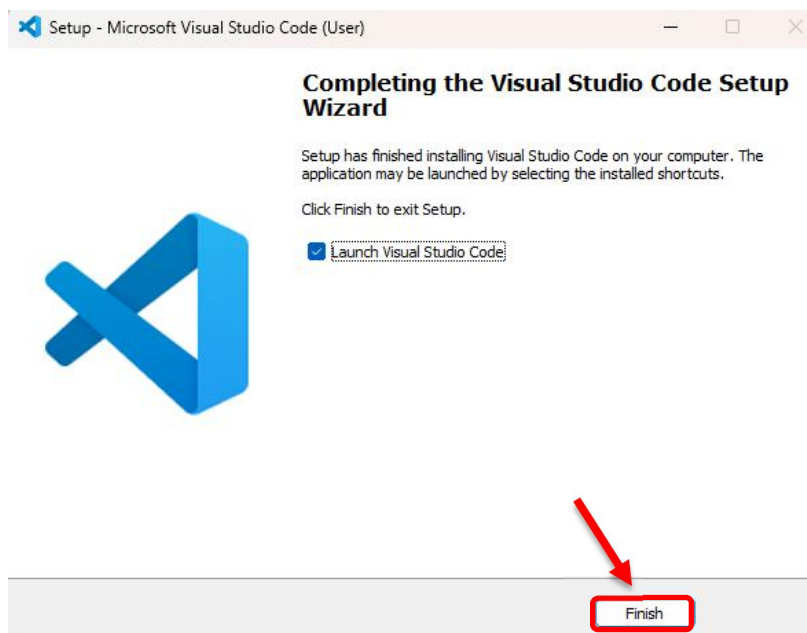 Setup - Microsoft Visual Studio Code (User)
Completing the Visual Studio Code Setup
Wizard
Setup has finished installing Visual Studio Code on your computer. The
application may be launched by selecting the installed shortcuts.
Click Finish to exit Setup.
Launch Visual Studio Code
Finish